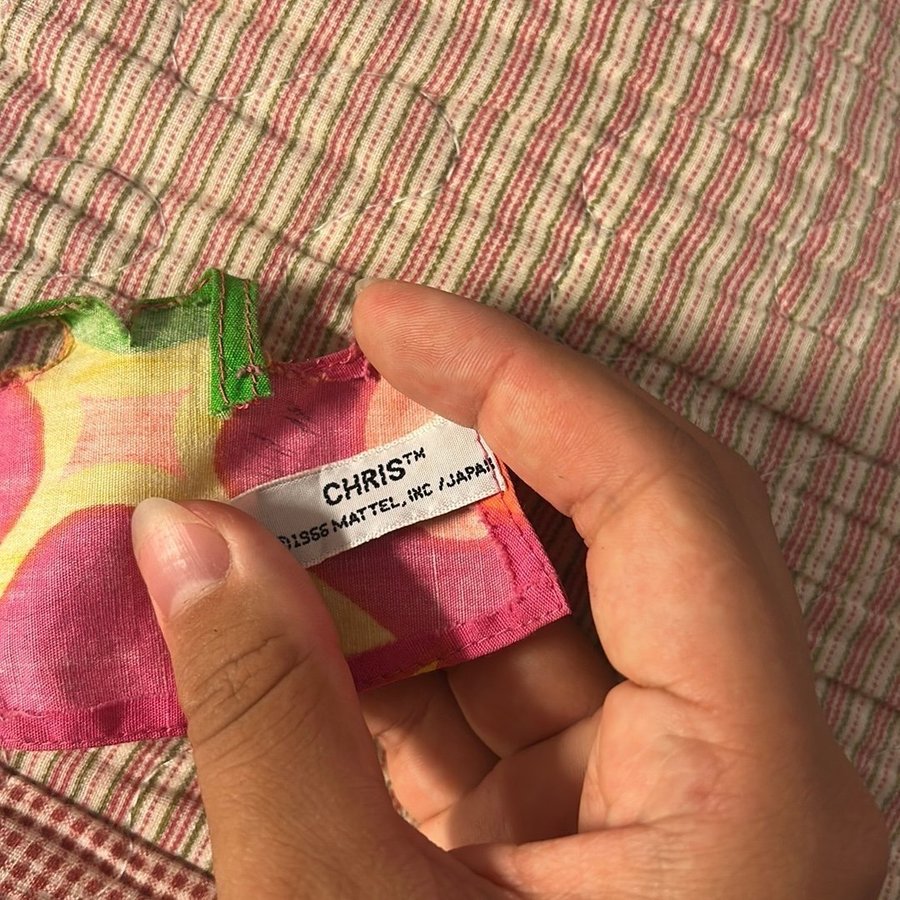 CHRIS™
©1966 MATTEL, INC /JAPAN